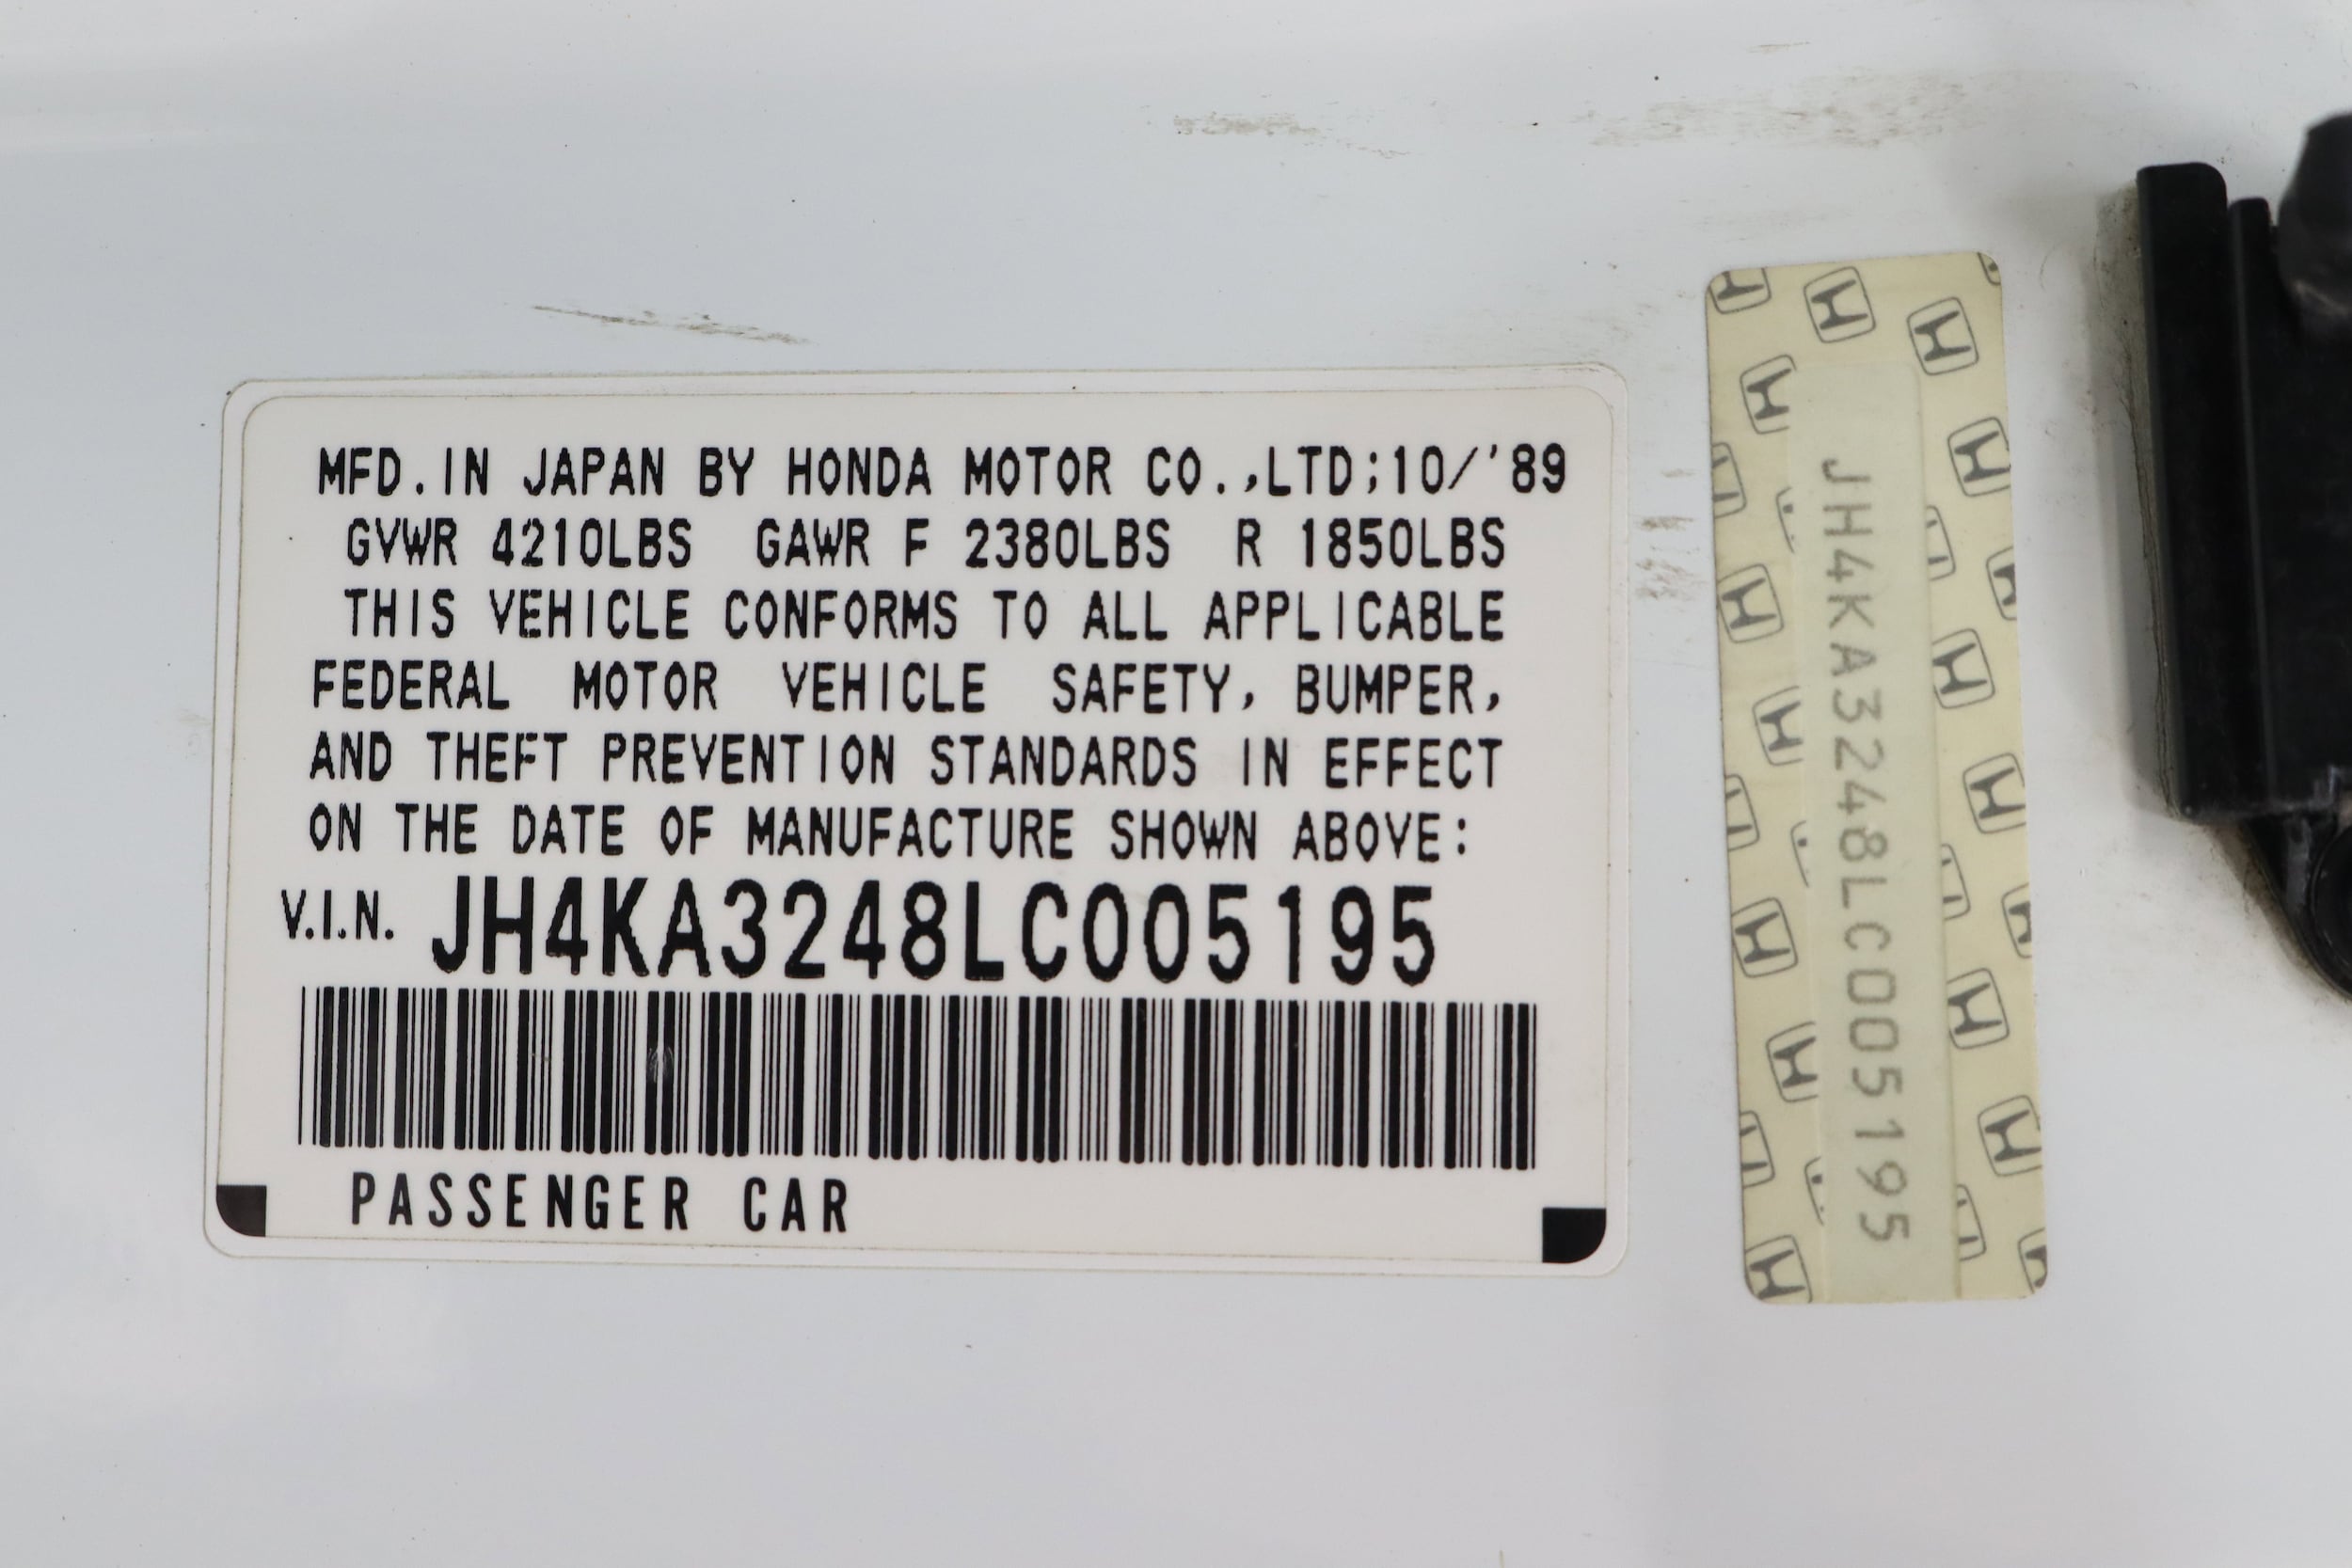 MFD.IN JAPAN BY HONDA MOTOR CO.,LTD;10/'89
GVWR 4210LBS GAWR F 2380LBS R 1850LBS
THIS VEHICLE CONFORMS TO ALL APPLICABLE
FEDERAL MOTOR VEHICLE SAFETY, BUMPER,
AND THEFT PREVENTION STANDARDS IN EFFECT
ON THE DATE OF MANUFACTURE SHOWN ABOVE:
V.I.N. JH4KA3248LC005195
PASSENGER CAR
JH4KA3248LC005195